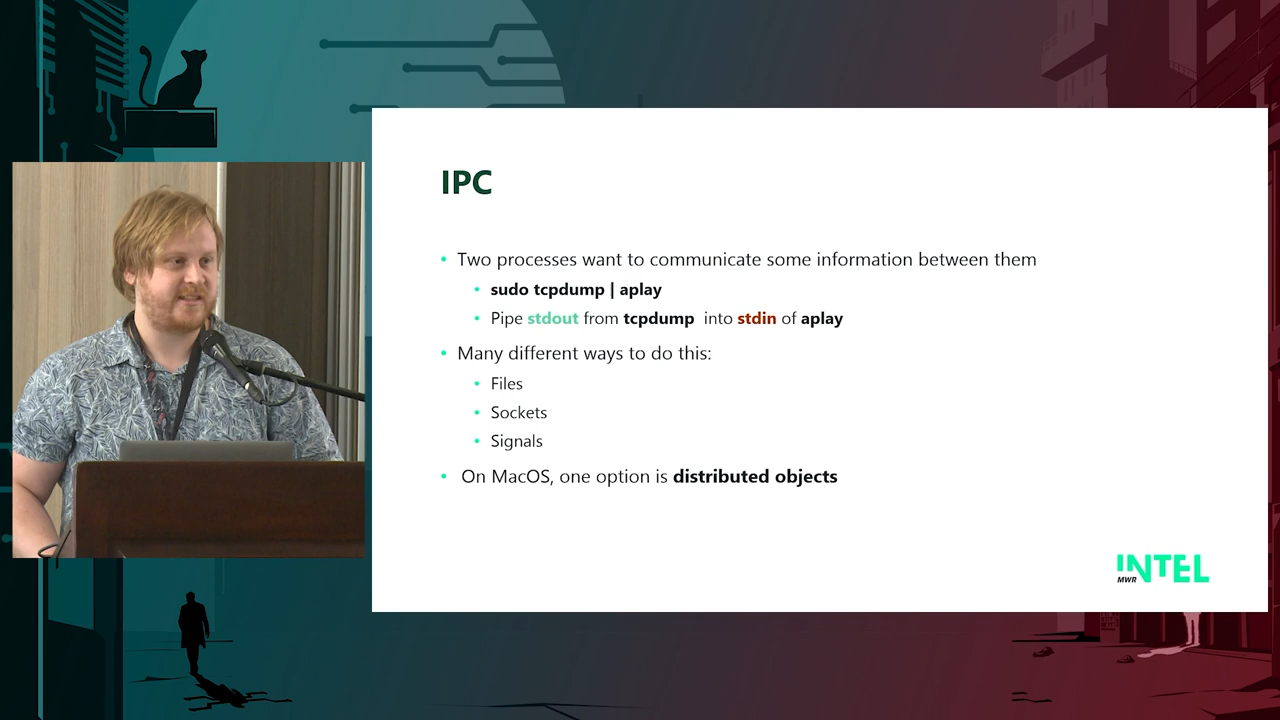 IPC
Two processes want to communicate some information between them
sudo tcpdump | aplay
Pipe stdout from tcpdump into stdin of aplay
Many different ways to do this:
Files
Sockets
Signals
On MacOS, one option is distributed objects
MWR INTEL